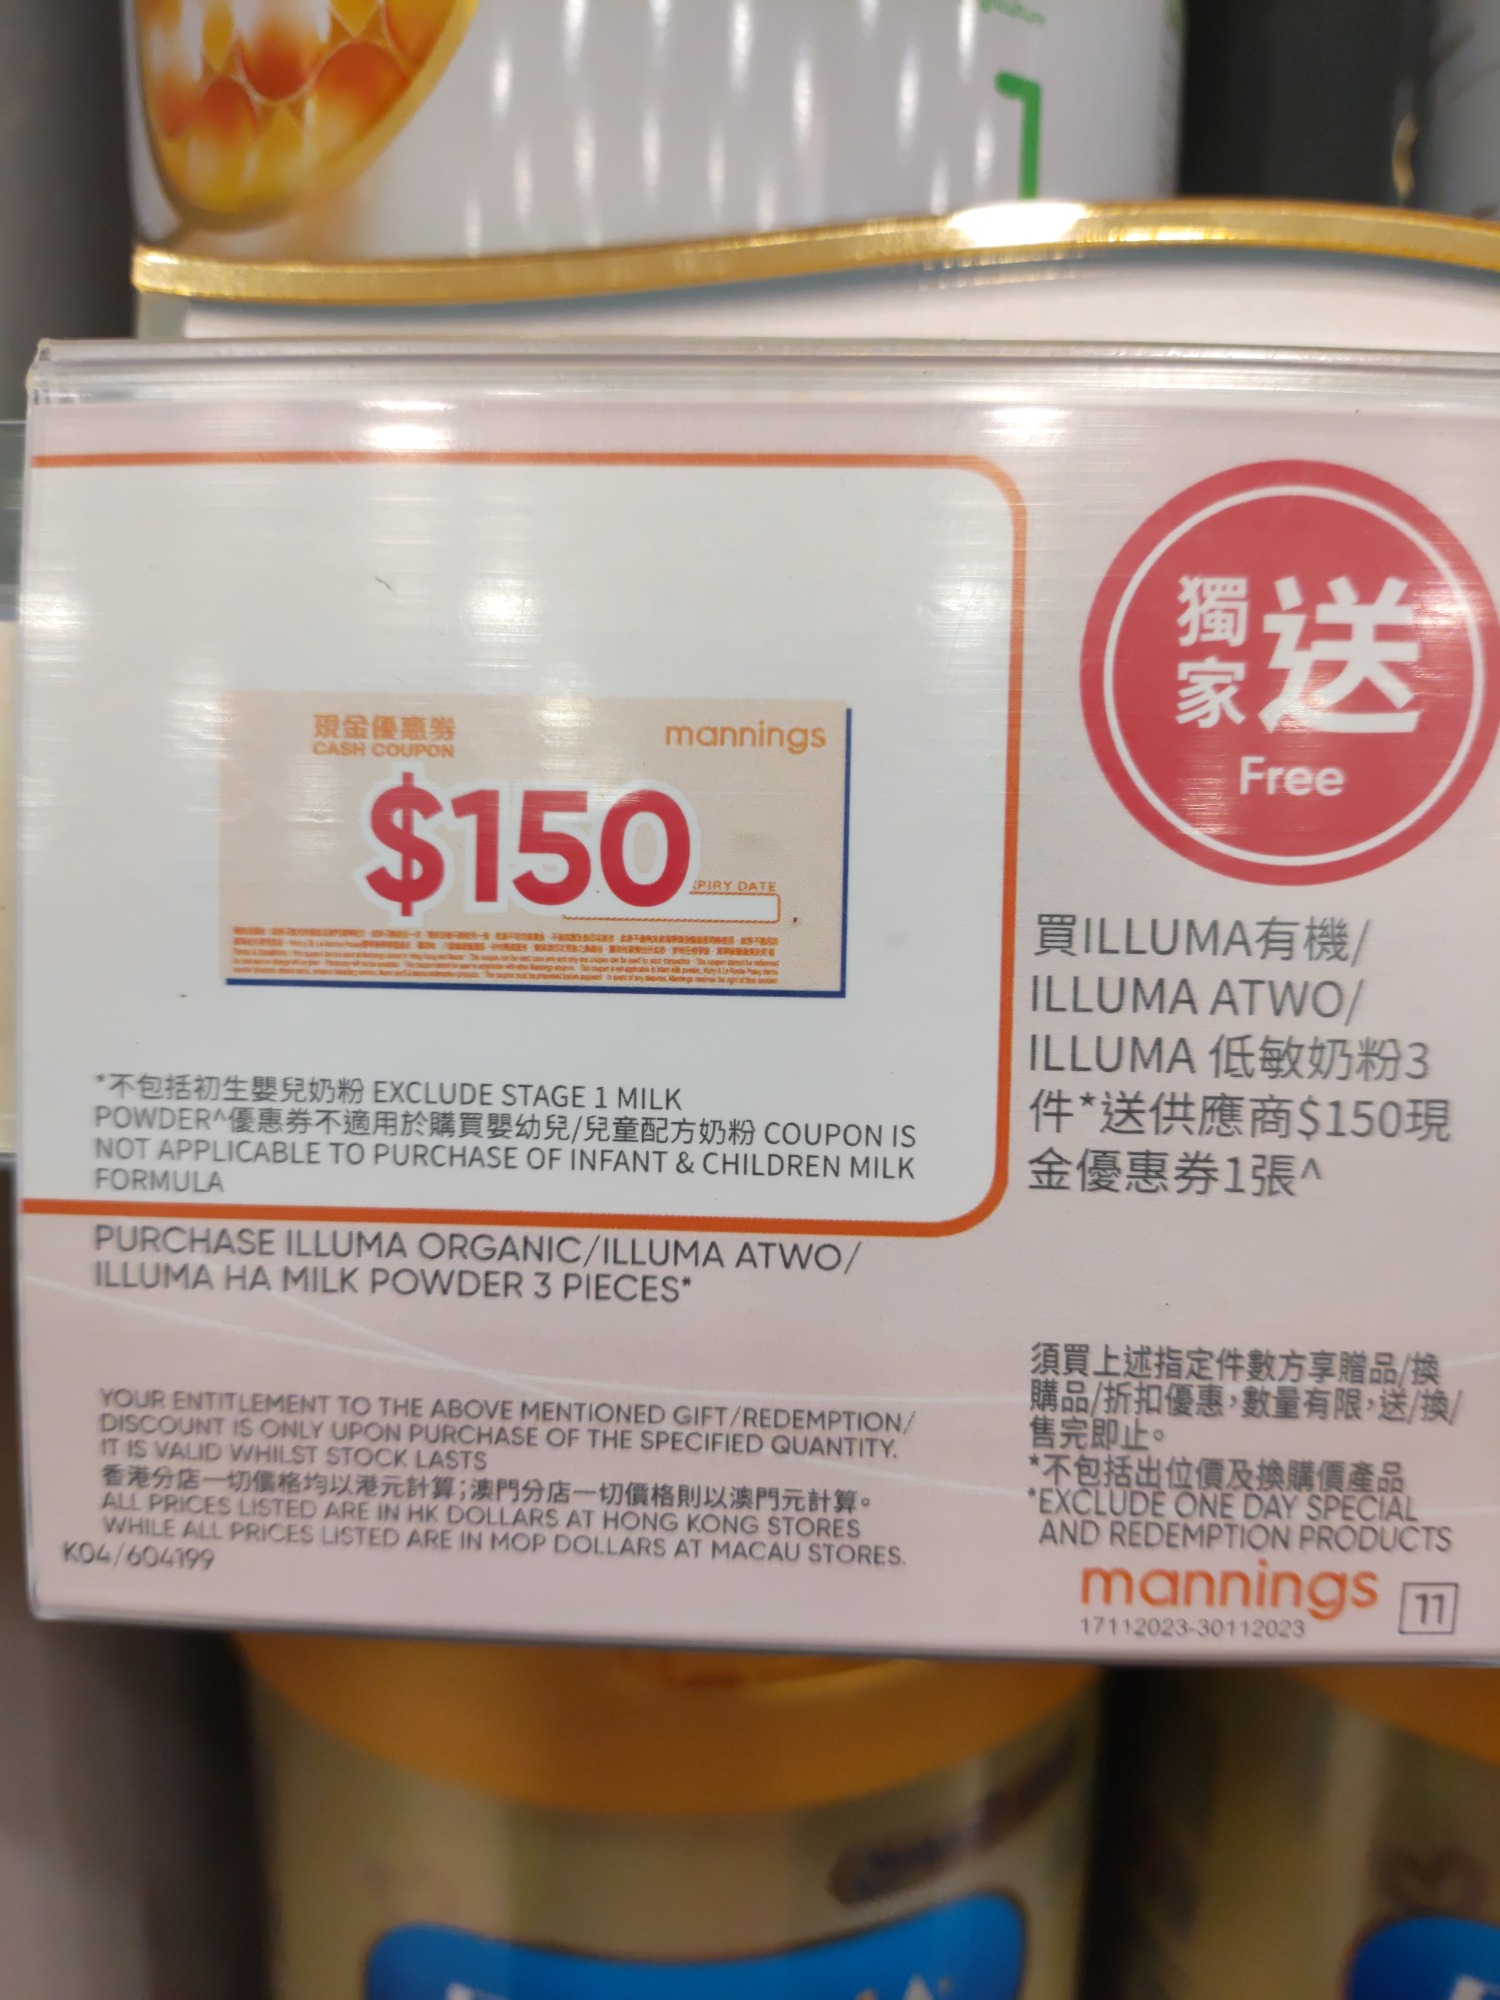 1
獨家送
Free
現金優惠券
CASH COUPON
mannings
$150
PIRY DATE
買ILLUMA有機/
ILLUMA ATWO/
ILLUMA 低敏奶粉3
件*送供應商$150現
金優惠券1張^
*不包括初生嬰兒奶粉 EXCLUDE STAGE 1 MILK
POWDER^優惠券不適用於購買嬰幼兒/兒童配方奶粉 COUPON IS
NOT APPLICABLE TO PURCHASE OF INFANT & CHILDREN MILK
FORMULA
PURCHASE ILLUMA ORGANIC/ILLUMA ATWO/
ILLUMA HA MILK POWDER 3 PIECES*
YOUR ENTITLEMENT TO THE ABOVE MENTIONED GIFT/REDEMPTION/
DISCOUNT IS ONLY UPON PURCHASE OF THE SPECIFIED QUANTITY.
IT IS VALID WHILST STOCK LASTS
香港分店一切價格均以港元計算;澳門分店一切價格則以澳門元計算。
ALL PRICES LISTED ARE IN HK DOLLARS AT HONG KONG STORES
WHILE ALL PRICES LISTED ARE IN MOP DOLLARS AT MACAU STORES.
K04/604199
須買上述指定件數方享贈品/換
購品/折扣優惠,數量有限,送/換/
售完即止。
*不包括出位價及換購價產品
*EXCLUDE ONE DAY SPECIAL
AND REDEMPTION PRODUCTS
mannings
11
17112023-30112023